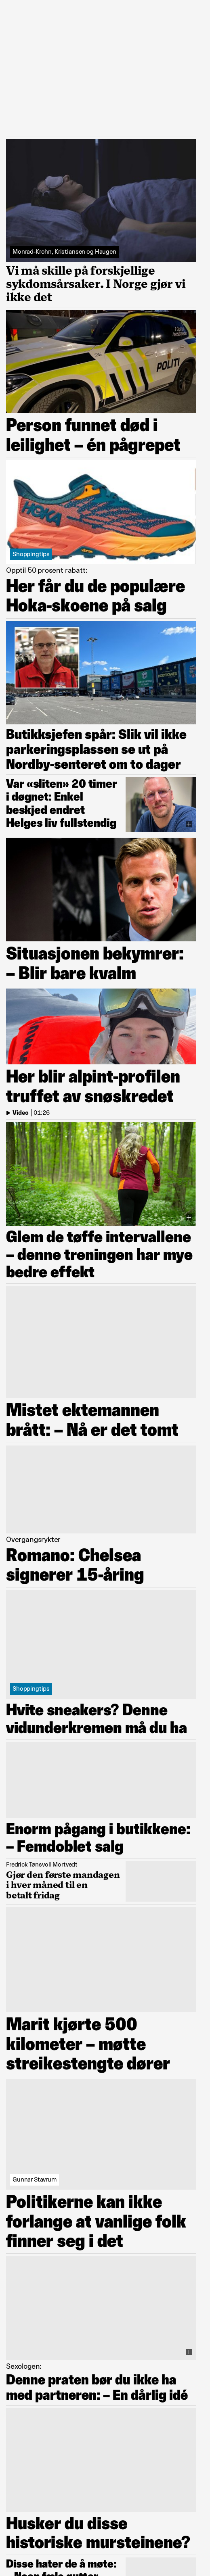 Monrad-Krohn, Kristiansen og Haugen
Vi må skille på forskjellige
sykdomsårsaker. I Norge gjør vi
ikke det
POLITI
Person funnet død i
leilighet – én pågrepet
HOKA
Shoppingtips
Opptil 50 prosent rabatt:
Her får du de populære
Hoka-skoene på salg
Butikksjefen spår: Slik vil ikke
parkeringsplassen se ut på
Nordby-senteret om to dager
Var «sliten» 20 timer
i døgnet: Enkel
beskjed endret
Helges liv fullstendig
Situasjonen bekymrer:
– Blir bare kvalm
Her blir alpint-profilen
truffet av snøskredet
Video | 01:26
Glem de tøffe intervallene
– denne treningen har mye
bedre effekt
Mistet ektemannen
brått: – Nå er det tomt
Overgangsrykter
Romano: Chelsea
signerer 15-åring
Shoppingtips
Hvite sneakers? Denne
vidunderkremen må du ha
Enorm pågang i butikkene:
– Femdoblet salg
Fredrick Tønsvoll Mortvedt
Gjør den første mandagen
i hver måned til en
betalt fridag
Marit kjørte 500
kilometer – møtte
streikestengte dører
Gunnar Stavrum
Politikerne kan ikke
forlange at vanlige folk
finner seg i det
Sexologen:
Denne praten bør du ikke ha
med partneren: – En dårlig idé
Husker du disse
historiske mursteinene?
Disse hater de å møte: